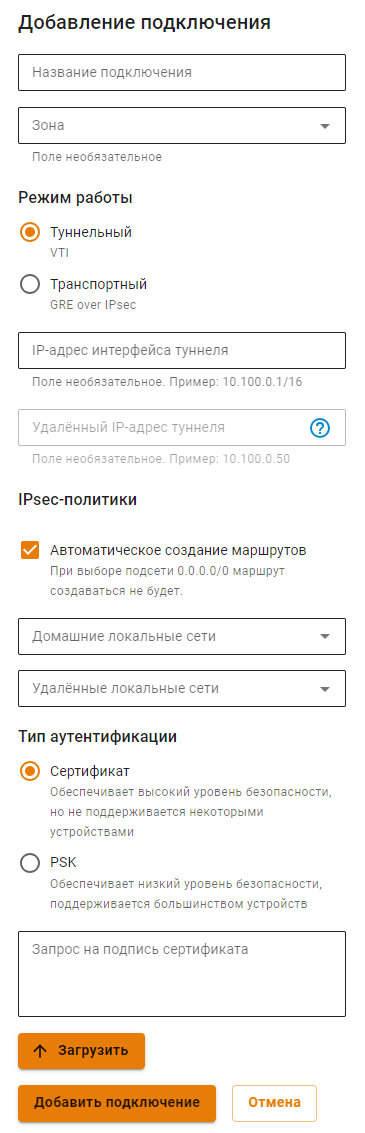 Добавление подключения
Название подключения
Зона
Поле необязательное
Режим работы
Туннельный
VTI
Транспортный
GRE over IPsec
IP-адрес интерфейса туннеля
Поле необязательное. Пример: 10.100.0.1/16
Удалённый IP-адрес туннеля
Поле необязательное. Пример: 10.100.0.50
IPsec-политики
Автоматическое создание маршрутов
При выборе подсети 0.0.0.0/0 маршрут
создаваться не будет.
Домашние локальные сети
Удалённые локальные сети
Тип аутентификации
Сертификат
Обеспечивает высокий уровень безопасности,
но не поддерживается некоторыми
устройствами
PSK
Обеспечивает низкий уровень безопасности,
поддерживается большинством устройств
Запрос на подпись сертификата
Загрузить
Добавить подключение
Отмена